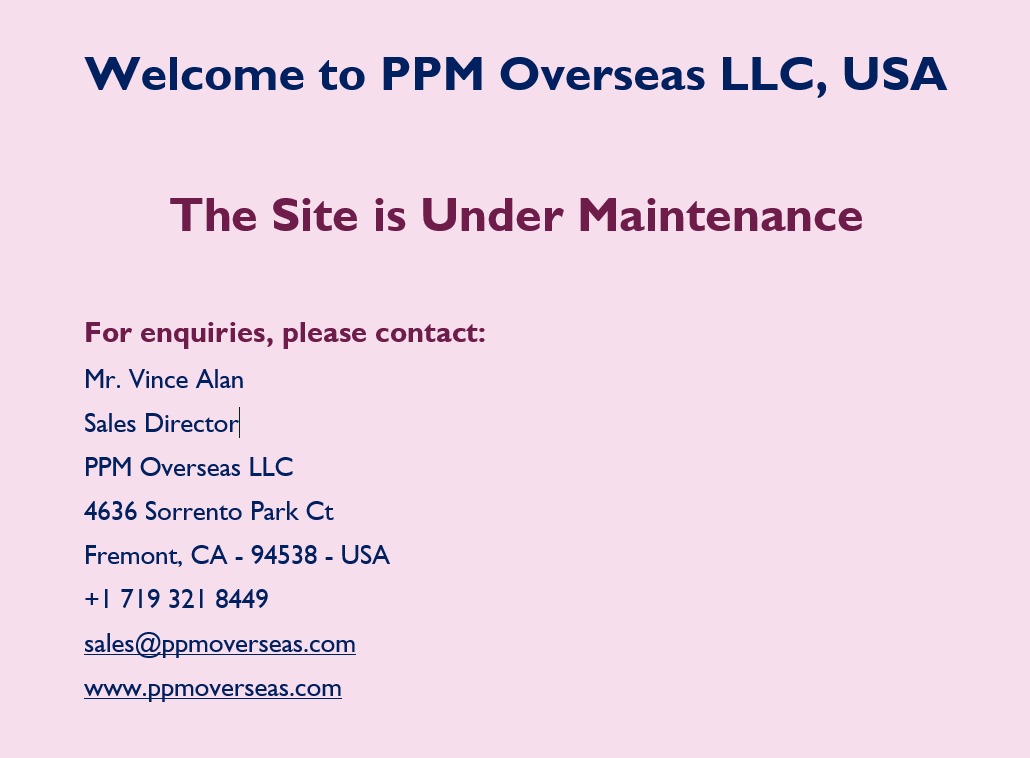 Welcome to PPM Overseas LLC, USA
The Site is Under Maintenance
For enquiries, please contact:
Mr. Vince Alan
Sales Director
PPM Overseas LLC
4636 Sorrento Park Ct
Fremont, CA - 94538 - USA
+1 719 321 8449
sales@ppmoverseas.com
www.ppmoverseas.com